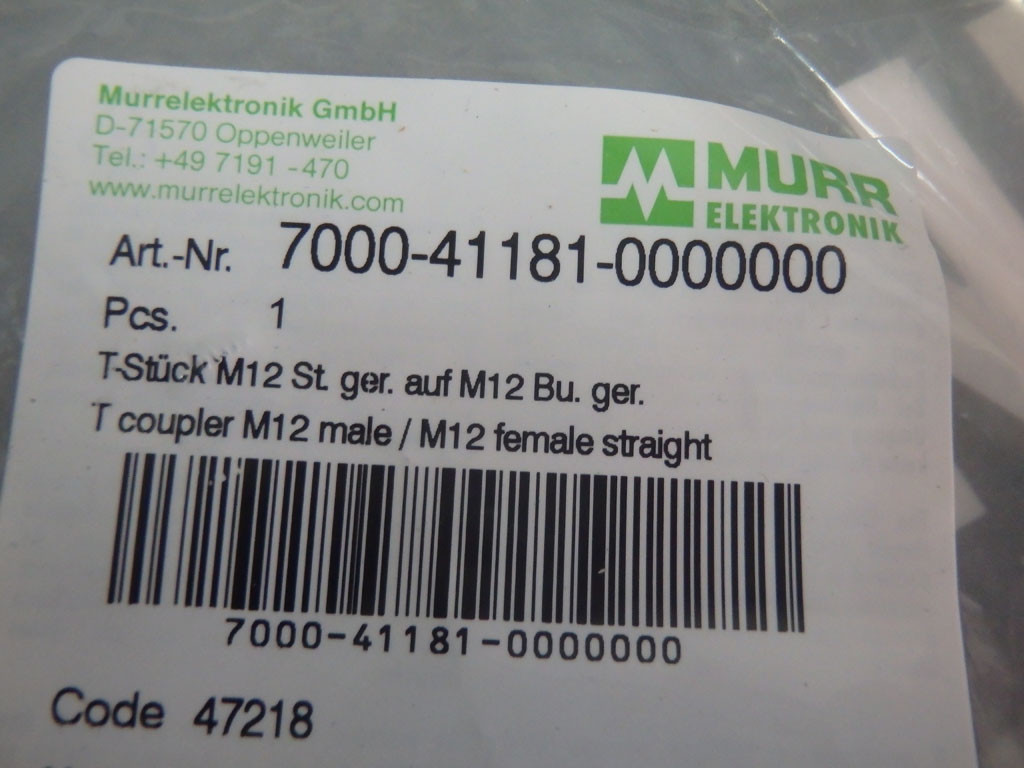 Murrelektronik GmbH
D-71570 Oppenweiler
Tel.: +49 7191 -470
www.murrelektronik.com
MURR
ELEKTRONIK
Art.-Nr. 7000-41181-0000000
Pcs. 1
T-Stück M12 St. ger. auf M12 Bu. ger.
T coupler M12 male / M12 female straight
7000-41181-0000000
Code 47218